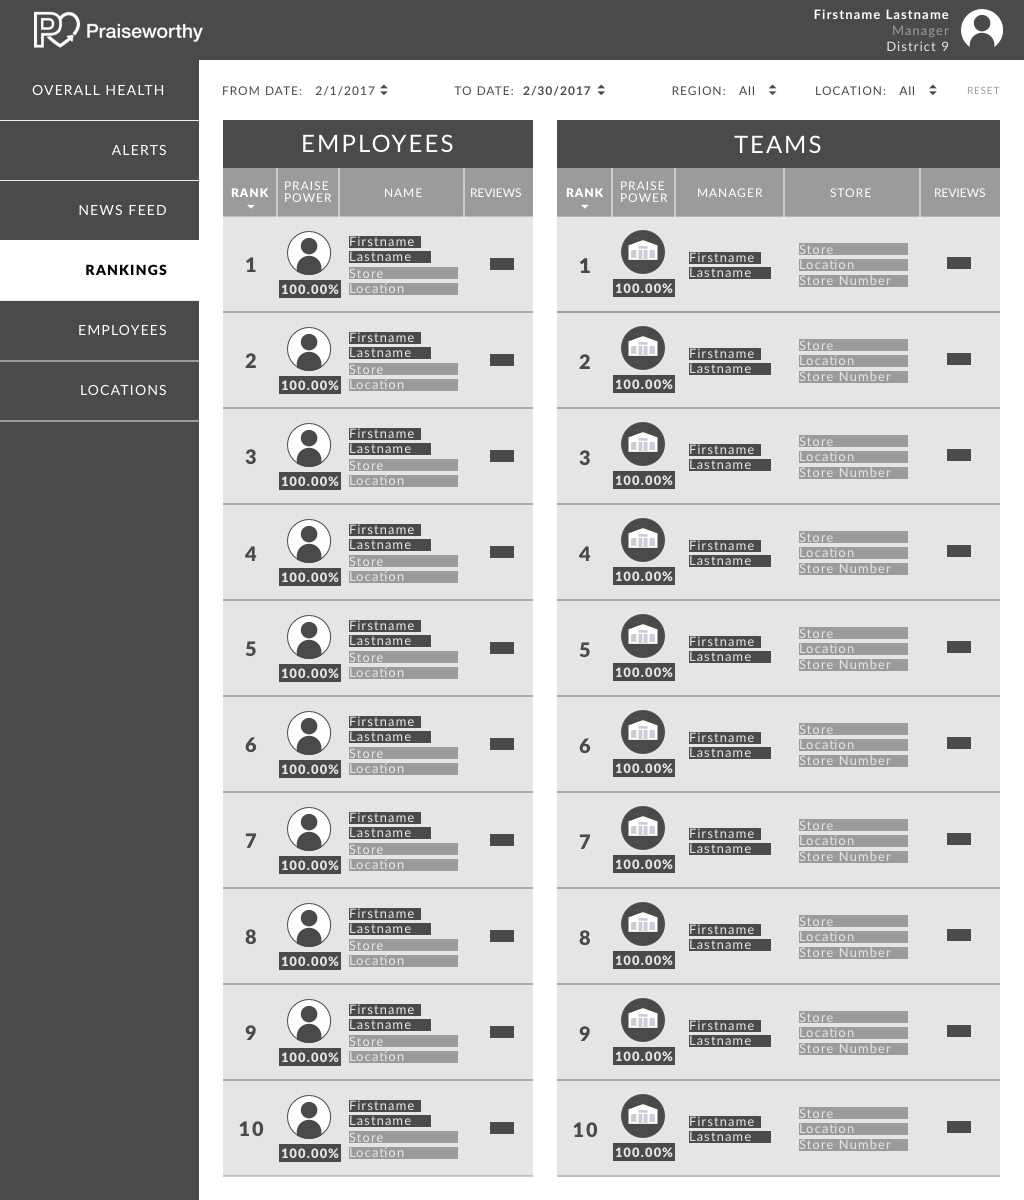 Praiseworthy
Firstname Lastname
Manager
District 9
OVERALL HEALTH
ALERTS
NEWS FEED
RANKINGS
EMPLOYEES
LOCATIONS
FROM DATE: 2/1/2017 TO DATE: 2/30/2017 REGION: All LOCATION: All RESET
EMPLOYEES
RANK PRAISE POWER NAME REVIEWS
1
100.00%
Firstname
Lastname
Store
Location
2
100.00%
Firstname
Lastname
Store
Location
3
100.00%
Firstname
Lastname
Store
Location
4
100.00%
Firstname
Lastname
Store
Location
5
100.00%
Firstname
Lastname
Store
Location
6
100.00%
Firstname
Lastname
Store
Location
7
100.00%
Firstname
Lastname
Store
Location
8
100.00%
Firstname
Lastname
Store
Location
9
100.00%
Firstname
Lastname
Store
Location
10
100.00%
Firstname
Lastname
Store
Location
TEAMS
RANK PRAISE POWER MANAGER STORE REVIEWS
1
100.00%
Firstname
Lastname
Store
Location
Store Number
2
100.00%
Firstname
Lastname
Store
Location
Store Number
3
100.00%
Firstname
Lastname
Store
Location
Store Number
4
100.00%
Firstname
Lastname
Store
Location
Store Number
5
100.00%
Firstname
Lastname
Store
Location
Store Number
6
100.00%
Firstname
Lastname
Store
Location
Store Number
7
100.00%
Firstname
Lastname
Store
Location
Store Number
8
100.00%
Firstname
Lastname
Store
Location
Store Number
9
100.00%
Firstname
Lastname
Store
Location
Store Number
10
100.00%
Firstname
Lastname
Store
Location
Store Number